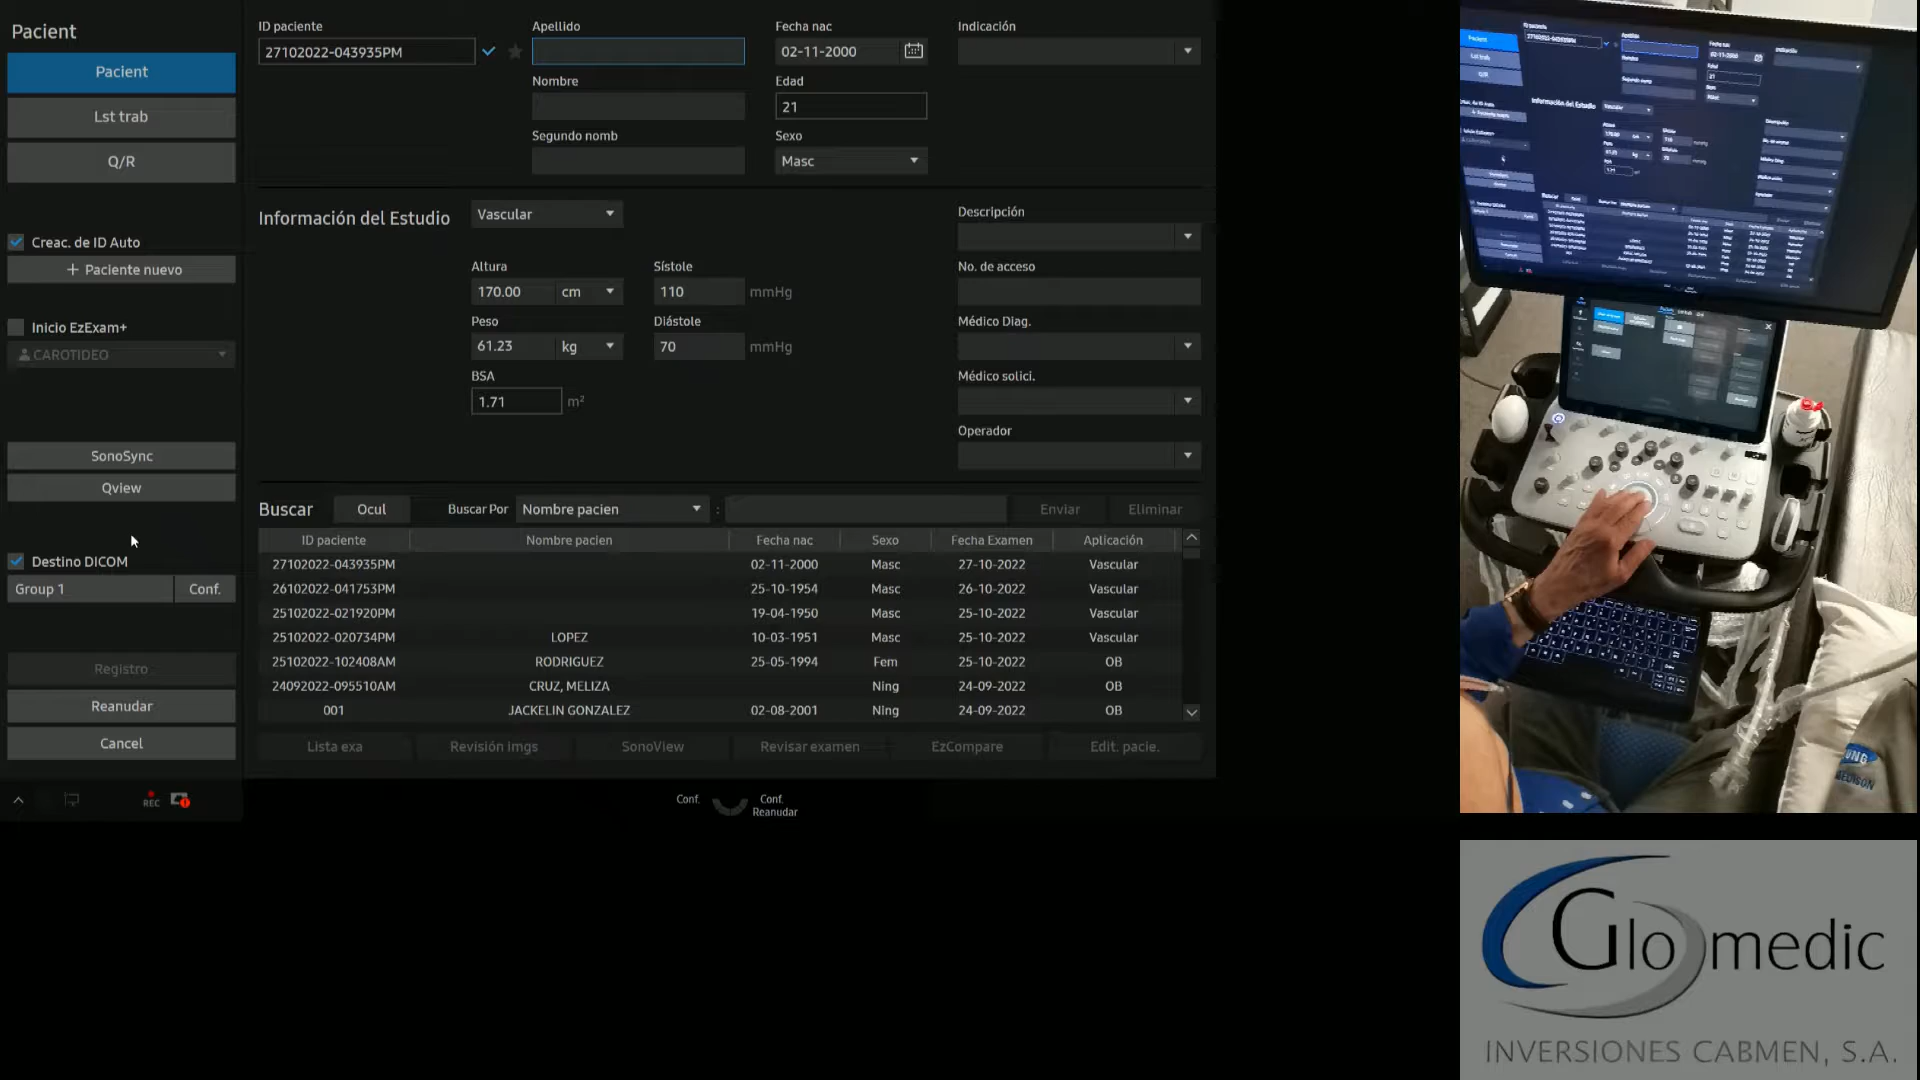 Pacient
Pacient
Lst trab
Q/R
Creac. de ID Auto
+ Paciente nuevo
Inicio EzExam+
CAROTIDEO
SonoSync
Qview
Destino DICOM
Group 1
Conf.
Registro
Reanudar
Cancel
REC
ID paciente
27102022-043935PM
Apellido
Nombre
Segundo nomb
Fecha nac
02-11-2000
Edad
21
Sexo
Masc
Indicación
Información del Estudio
Vascular
Altura
170.00 cm
Peso
61.23 kg
BSA
1.71 m²
Sístole
110 mmHg
Diástole
70 mmHg
Descripción
No. de acceso
Médico Diag.
Médico solici.
Operador
Buscar Ocul Buscar Por Nombre pacien : Enviar Eliminar
ID paciente Nombre pacien Fecha nac Sexo Fecha Examen Aplicación
27102022-043935PM 02-11-2000 Masc 27-10-2022 Vascular
26102022-041753PM 25-10-1954 Masc 26-10-2022 Vascular
25102022-021920PM 19-04-1950 Masc 25-10-2022 Vascular
25102022-020734PM LOPEZ 10-03-1951 Masc 25-10-2022 Vascular
25102022-102408AM RODRIGUEZ 25-05-1994 Fem 25-10-2022 OB
24092022-095510AM CRUZ, MELIZA Ning 24-09-2022 OB
001 JACKELIN GONZALEZ 02-08-2001 Ning 24-09-2022 OB
Lista exa Revisión imgs SonoView Revisar examen EzCompare Edit. pacie.
Conf.
Conf.
Reanudar
Glomedic
INVERSIONES CABMEN, S.A.